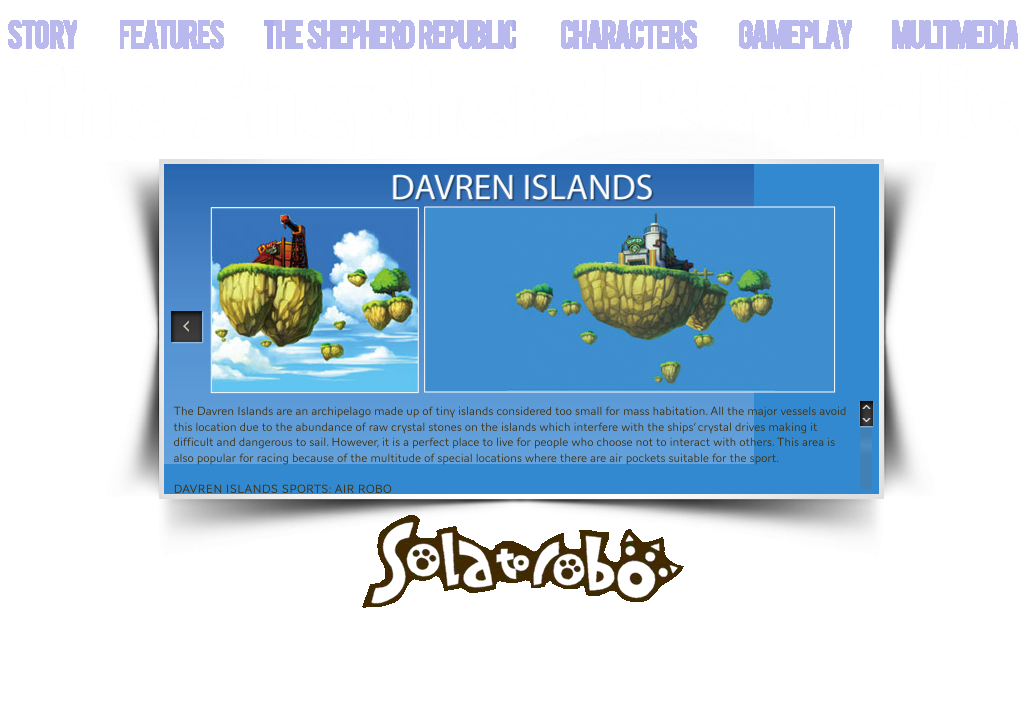 STORY FEATURES THE SHEPHERD REPUBLIC CHARACTERS GAMEPLAY MULTIMEDIA
DAVREN ISLANDS
The Davren Islands are an archipelago made up of tiny islands considered too small for mass habitation. All the major vessels avoid
this location due to the abundance of raw crystal stones on the islands which interfere with the ships' crystal drives making it
difficult and dangerous to sail. However, it is a perfect place to live for people who choose not to interact with others. This area is
also popular for racing because of the multitude of special locations where there are air pockets suitable for the sport.
DAVREN ISLANDS SPORTS: AIR ROBO
Solatorobo